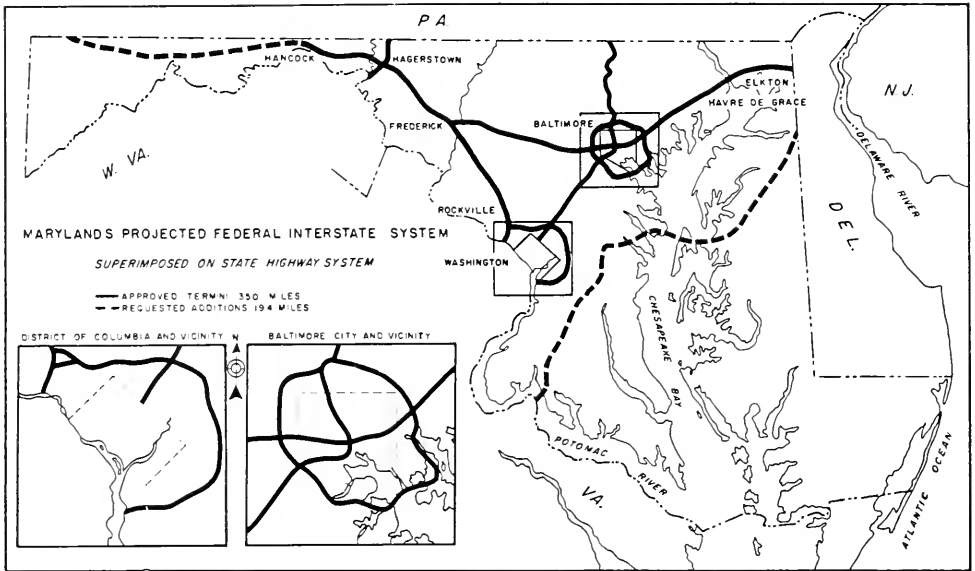 PA.
HANCOCK
HAGERSTOWN
ELKTON
HAVRE DE GRACE
N.J.
FREDERICK
BALTIMORE
W. VA.
DELAWARE RIVER
DEL.
ROCKVILLE
MARYLANDS PROJECTED FEDERAL INTERSTATE SYSTEM
SUPERIMPOSED ON STATE HIGHWAY SYSTEM
WASHINGTON
APPROVED TERMINI 350 MILES
REQUESTED ADDITIONS 194 MILES
CHESAPEAKE
BAY
DISTRICT OF COLUMBIA AND VICINITY
N
BALTIMORE CITY AND VICINITY
POTOMAC
RIVER
VA.
ATLANTIC OCEAN